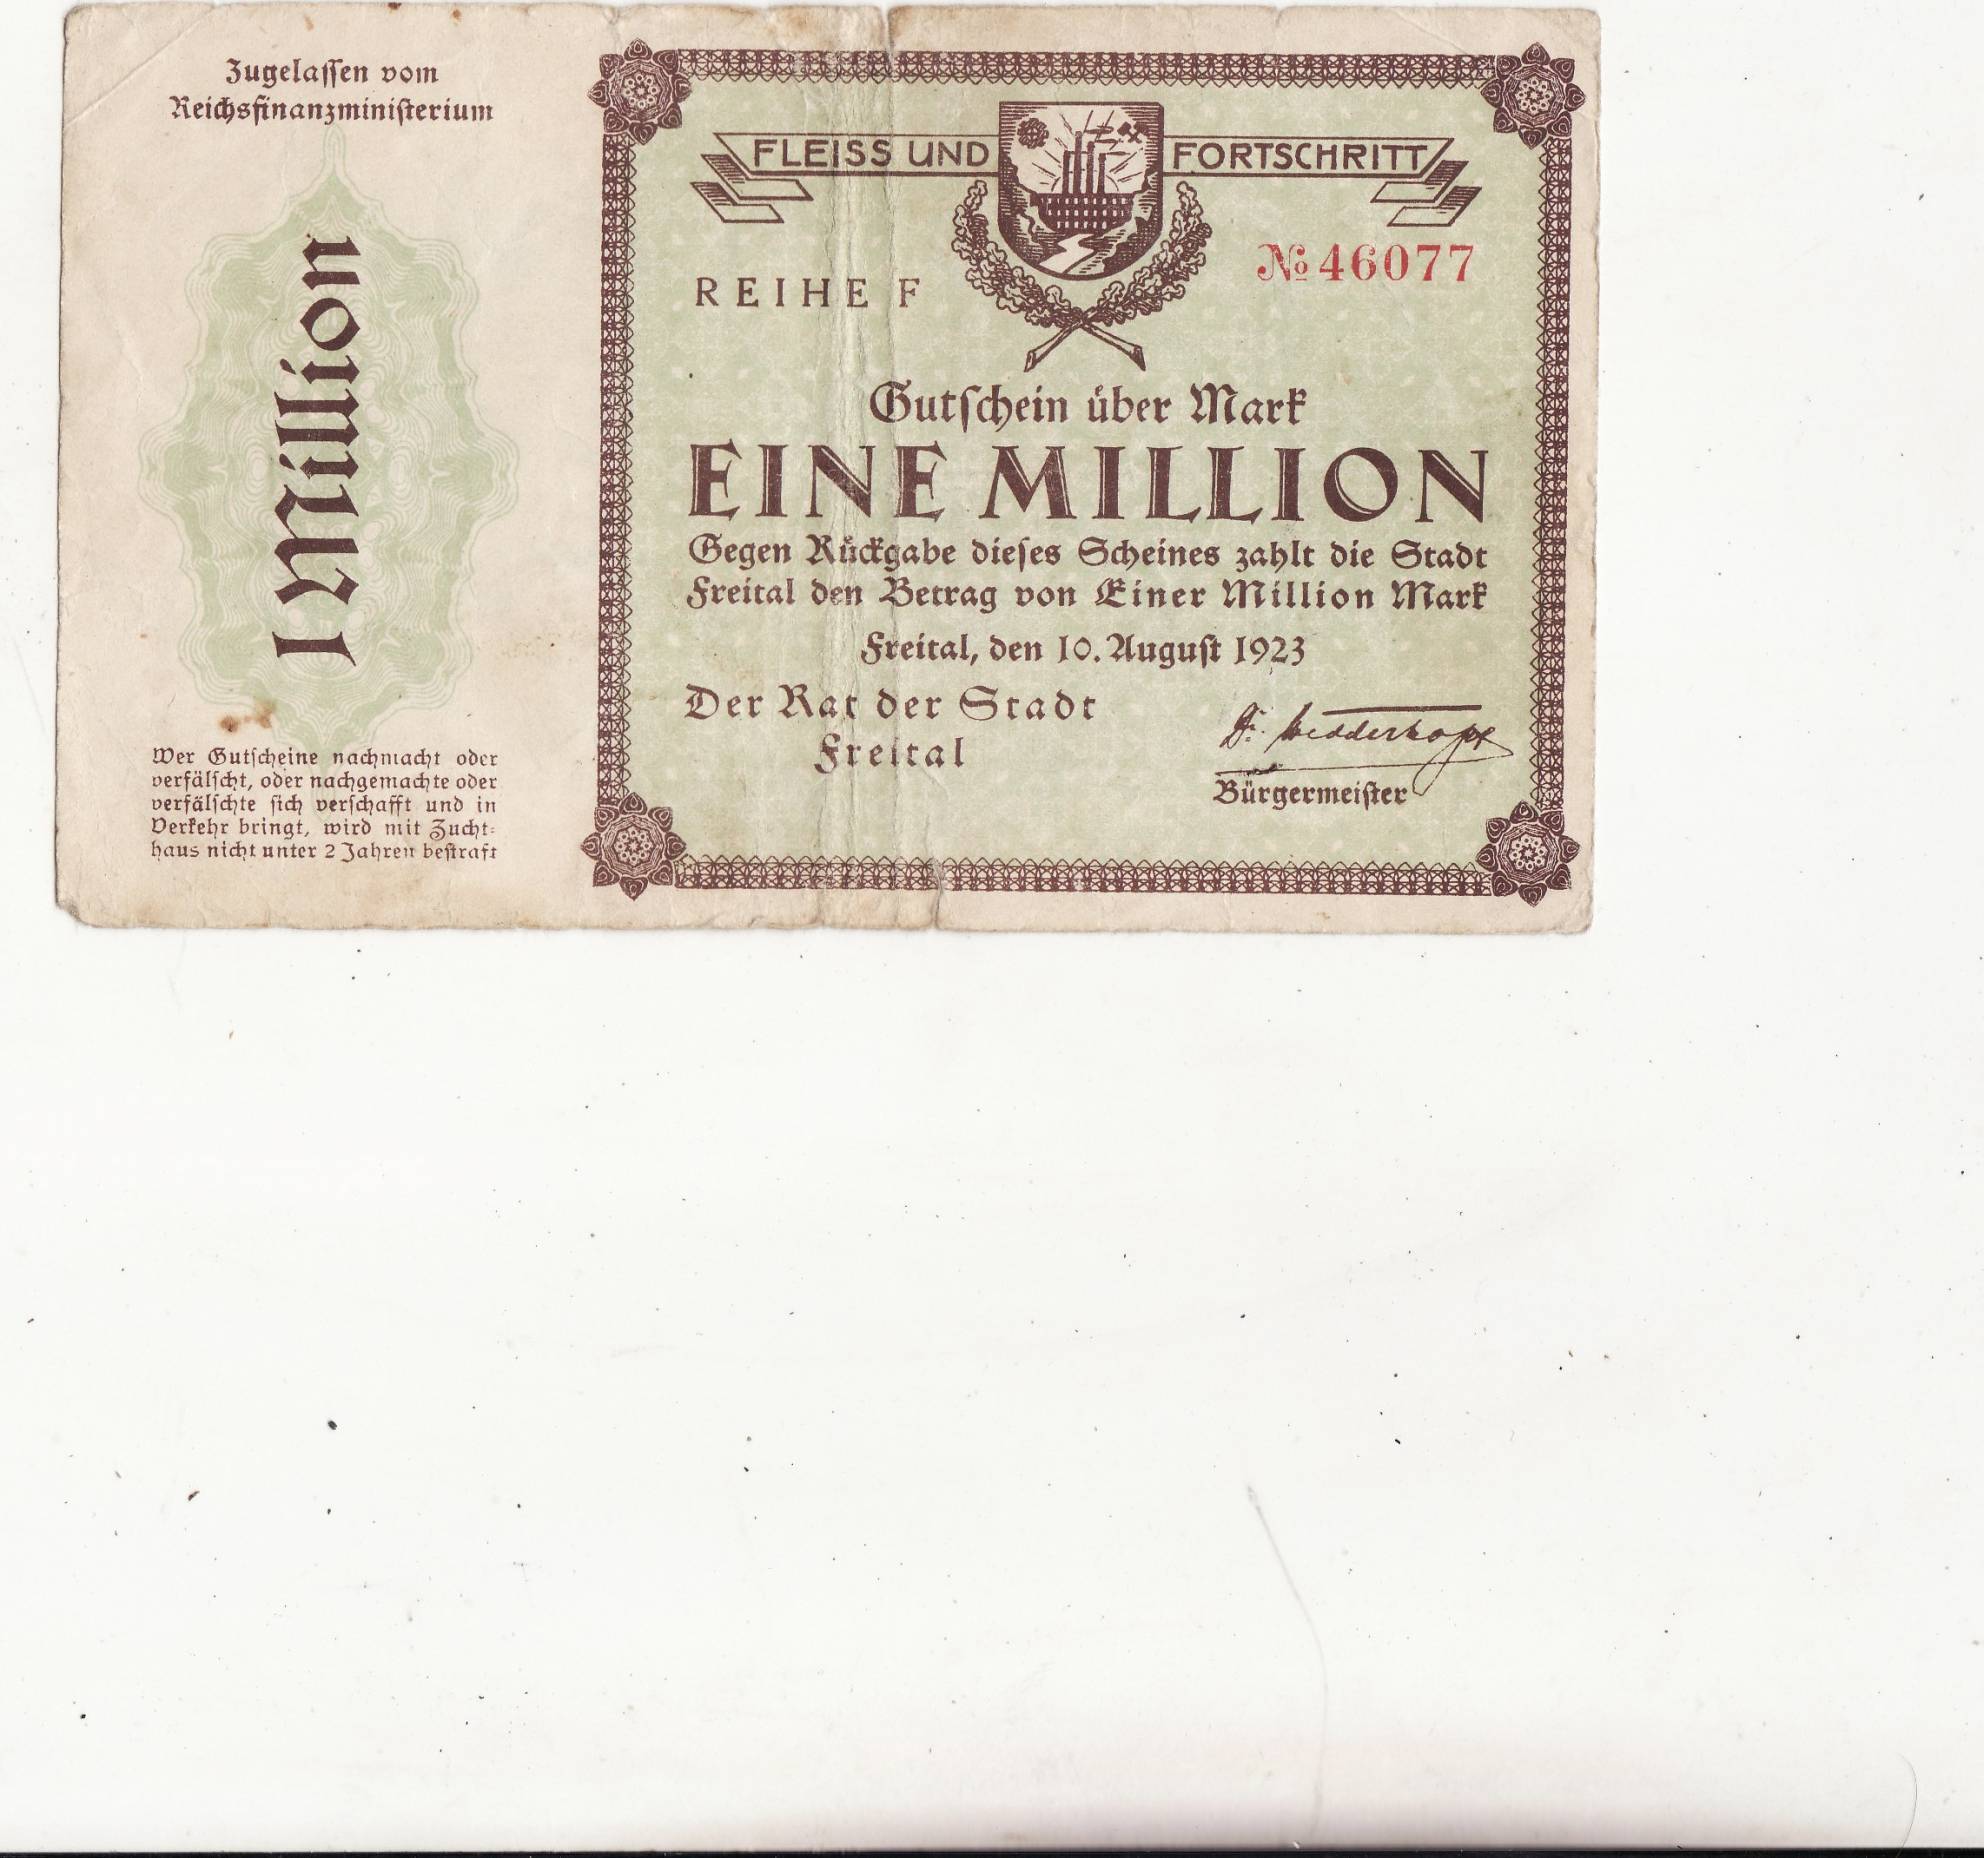 Zugelassen vom
Reichsfinanzministerium
1 Million
Wer Gutscheine nachmacht oder
verfälscht, oder nachgemachte oder
verfälschte sich verschafft und in
Verkehr bringt, wird mit Zucht-
haus nicht unter 2 Jahren bestraft
FLEISS UND FORTSCHRITT
REIHE F
№ 46077
Gutschein über Mark
EINE MILLION
Gegen Rückgabe dieses Scheines zahlt die Stadt
Freital den Betrag von Einer Million Mark
Freital, den 10. August 1923
Der Rat der Stadt
Freital
Dr. Wedderkopf
Bürgermeister